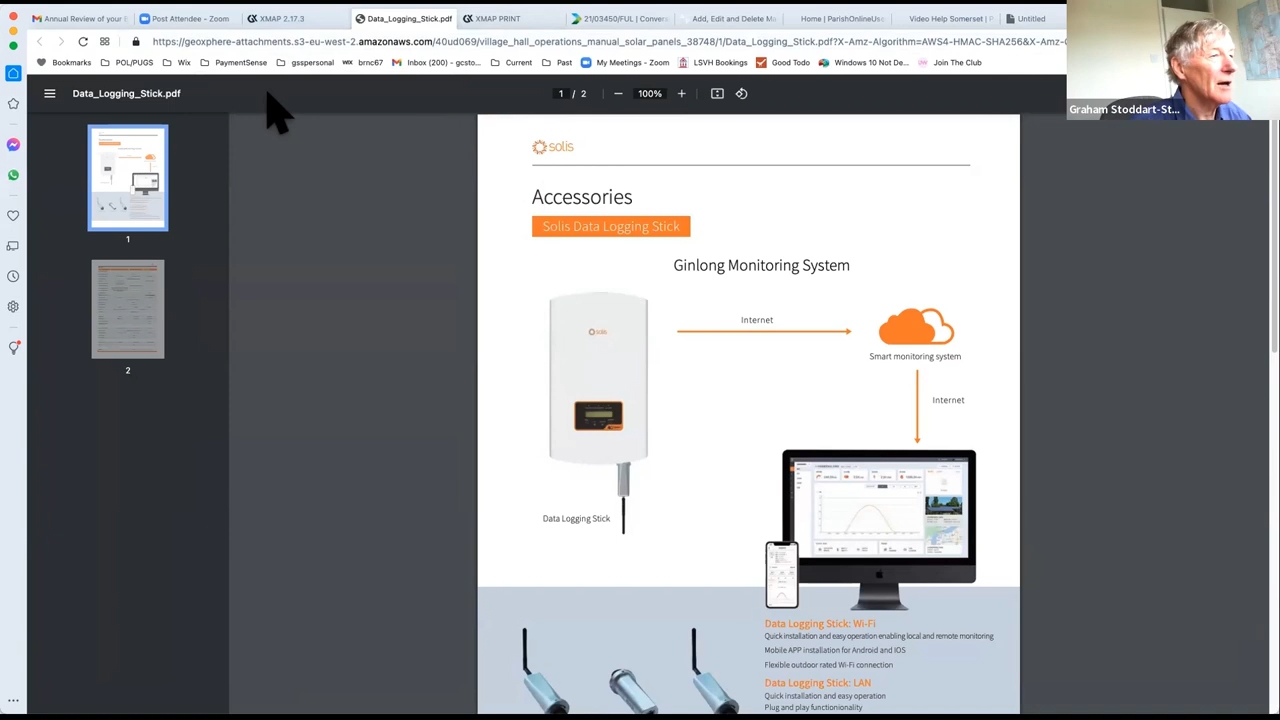 Annual Review of your B
Post Attendee - Zoom
XMAP 2.17.3
Data_Logging_Stick.pdf
XMAP PRINT
21/03450/FUL | Convers
Add, Edit and Delete Mo
Home | ParishOnlineUse
Video Help Somerset | P
Untitled
https://geoxphere-attachments.s3-eu-west-2.amazonaws.com/40ud069/village_hall_operations_manual_solar_panels_38748/1/Data_Logging_Stick.pdf?X-Amz-Algorithm=AWS4-HMAC-SHA256&X-Amz-C
Bookmarks
POL/PUGS
Wix
PaymentSense
gsspersonal
WIX brnc67
Inbox (200) - gcsto...
Current
Past
My Meetings - Zoom
LSVH Bookings
Good Todo
Windows 10 Not De...
Join The Club
Graham Stoddart-St...
Data_Logging_Stick.pdf
1 / 2
100%
1
2
solis
Accessories
Solis Data Logging Stick
Ginlong Monitoring System
Internet
solis
Smart monitoring system
Internet
Data Logging Stick
Data Logging Stick: Wi-Fi
Quick installation and easy operation enabling local and remote monitoring
Mobile APP installation for Android and IOS
Flexible outdoor rated Wi-Fi connection
Data Logging Stick: LAN
Quick installation and easy operation
Plug and play functionionality